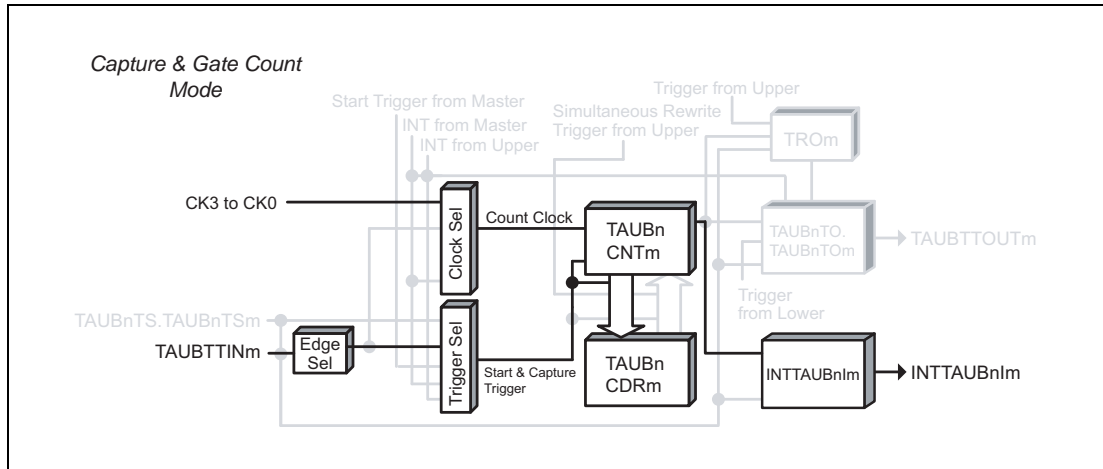 Capture & Gate Count
Mode
Trigger from Upper
Start Trigger from Master
Simultaneous Rewrite
Trigger from Upper
INT from Master
INT from Upper
TROm
CK3 to CK0
Clock Sel
Count Clock
TAUBn
CNTm
TAUBnTO.
TAUBnTOm
TAUBTTOUTm
Trigger
from Lower
TAUBnTS.TAUBnTSm
TAUBTTINm
Edge
Sel
Trigger Sel
Start & Capture
Trigger
TAUBn
CDRm
INTTAUBnIm
INTTAUBnIm